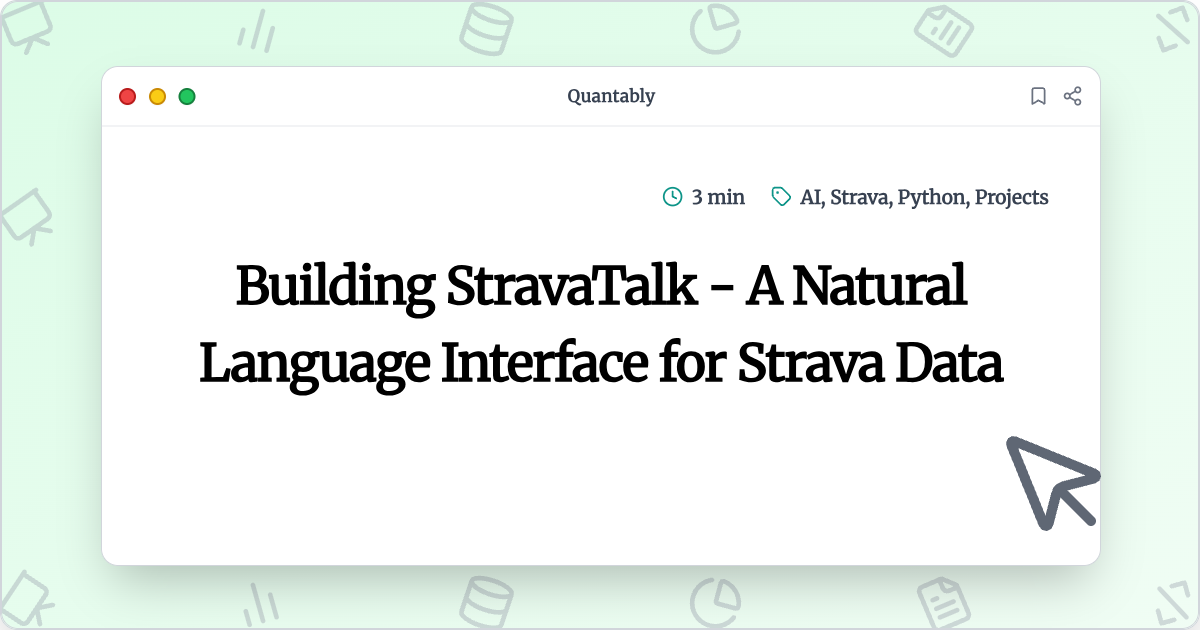 Quantably
3 min
AI, Strava, Python, Projects
Building StravaTalk - A Natural
Language Interface for Strava Data